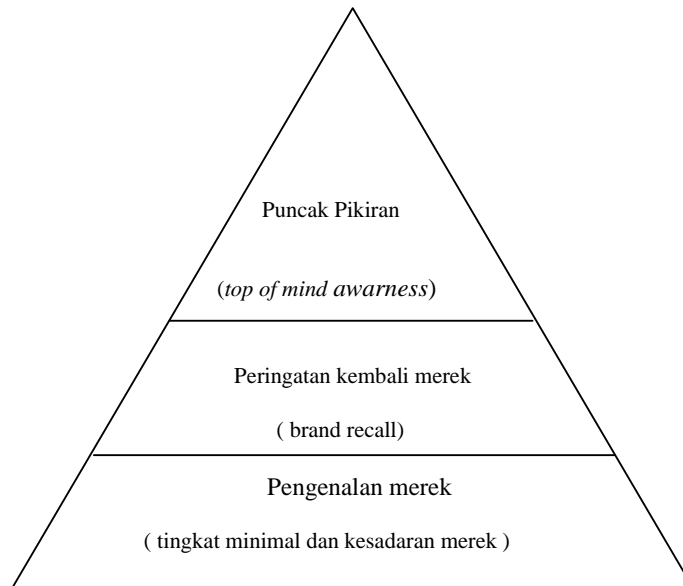 Puncak Pikiran
(top of mind awarness)
Peringatan kembali merek
( brand recall)
Pengenalan merek
( tingkat minimal dan kesadaran merek )